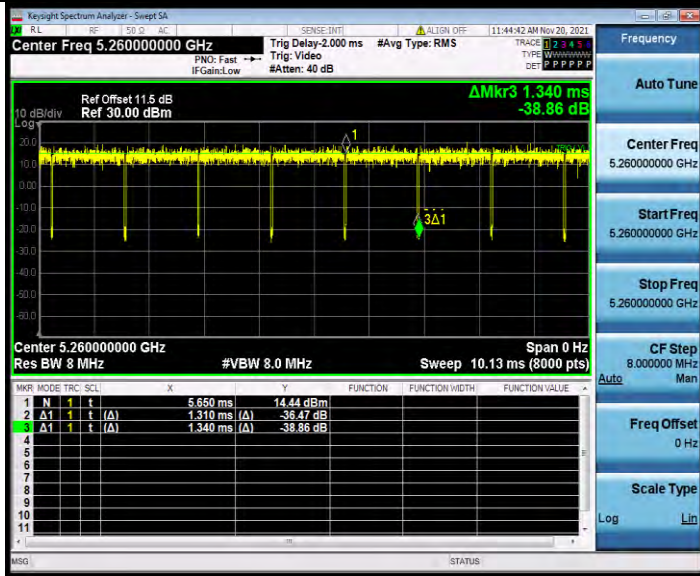 Keysight Spectrum Analyzer - Swept SA
RL RF 50 Ω AC SENSE:INT ALIGN OFF 11:44:42 AM Nov 20, 2021
Center Freq 5.260000000 GHz
Trig Delay-2.000 ms #Avg Type: RMS
TRACE 1 2 3 4 5 6
PNO: Fast Trig: Video
TYPE WWWWWW
IFGain:Low #Atten: 40 dB
DET P P P P P P
ΔMkr3 1.340 ms
-38.86 dB
Ref Offset 11.5 dB
10 dB/div Ref 30.00 dBm
Log
20.0
10.0
0.00
-10.0
-20.0
-30.0
-40.0
-50.0
-60.0
1
3Δ1
Center 5.260000000 GHz Span 0 Hz
Res BW 8 MHz #VBW 8.0 MHz Sweep 10.13 ms (8000 pts)
MKR MODE TRC SCL X Y FUNCTION FUNCTION WIDTH FUNCTION VALUE
1 N 1 t 5.650 ms 14.44 dBm
2 Δ1 1 t (Δ) 1.310 ms (Δ) -36.47 dB
3 Δ1 1 t (Δ) 1.340 ms (Δ) -38.86 dB
4
5
6
7
8
9
10
11
MSG STATUS
Frequency
Auto Tune
Center Freq
5.260000000 GHz
Start Freq
5.260000000 GHz
Stop Freq
5.260000000 GHz
CF Step
8.000000 MHz
Auto Man
Freq Offset
0 Hz
Scale Type
Log Lin